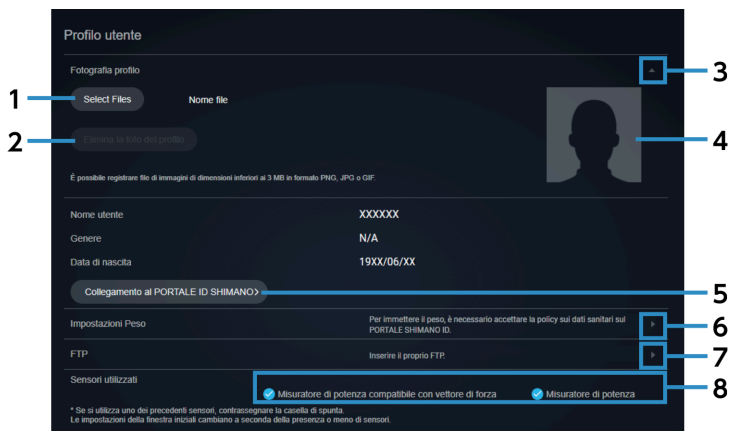 Profilo utente
Fotografia profilo
3
1
Select Files
Nome file
2
Elimina la foto del profilo
4
È possibile registrare file di immagini di dimensioni inferiori ai 3 MB in formato PNG, JPG o GIF.
Nome utente
XXXXXX
Genere
N/A
Data di nascita
19XX/06/XX
Collegamento al PORTALE ID SHIMANO>
5
Impostazioni Peso
Per immettere il peso, è necessario accettare la policy sui dati sanitari sul
PORTALE SHIMANO ID.
6
FTP
Inserire il proprio FTP.
7
Sensori utilizzati
Misuratore di potenza compatibile con vettore di forza
Misuratore di potenza
8
* Se si utilizza uno dei precedenti sensori, contrassegnare la casella di spunta.
Le impostazioni della finestra iniziali cambiano a seconda della presenza o meno di sensori.